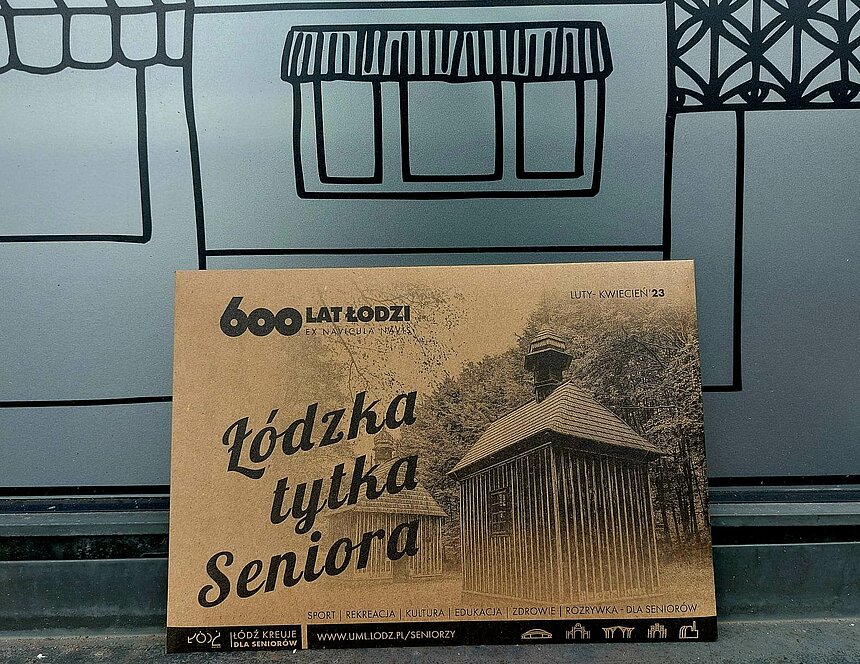 600 LAT ŁODZI
EX NAVICULA NAVIS
LUTY- KWIECIEŃ'23
Łódzka
tytka
Seniora
SPORT | REKREACJA | KULTURA | EDUKACJA | ZDROWIE | ROZRYWKA - DLA SENIORÓW
ŁÓDŹ KREUJE
DLA SENIORÓW
WWW.UML.LODZ.PL/SENIORZY